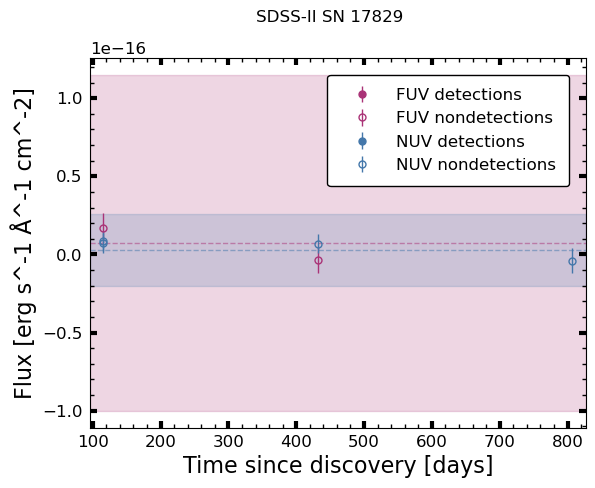 SDSS-II SN 17829
1e−16
FUV detections
FUV nondetections
NUV detections
NUV nondetections
1.0
0.5
0.0
−0.5
−1.0
Flux [erg s^-1 Å^-1 cm^-2]
100 200 300 400 500 600 700 800
Time since discovery [days]